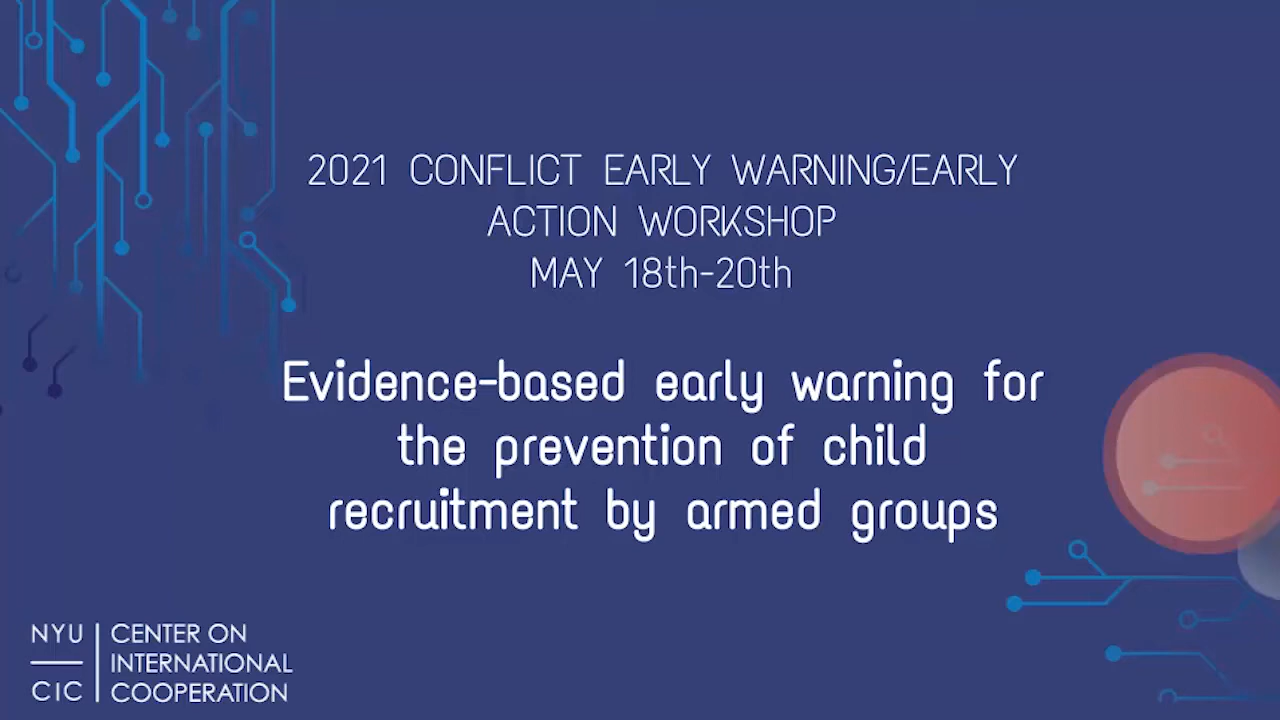 2021 CONFLICT EARLY WARNING/EARLY
ACTION WORKSHOP
MAY 18th-20th
Evidence-based early warning for
the prevention of child
recruitment by armed groups
NYU
CIC
CENTER ON
INTERNATIONAL
COOPERATION